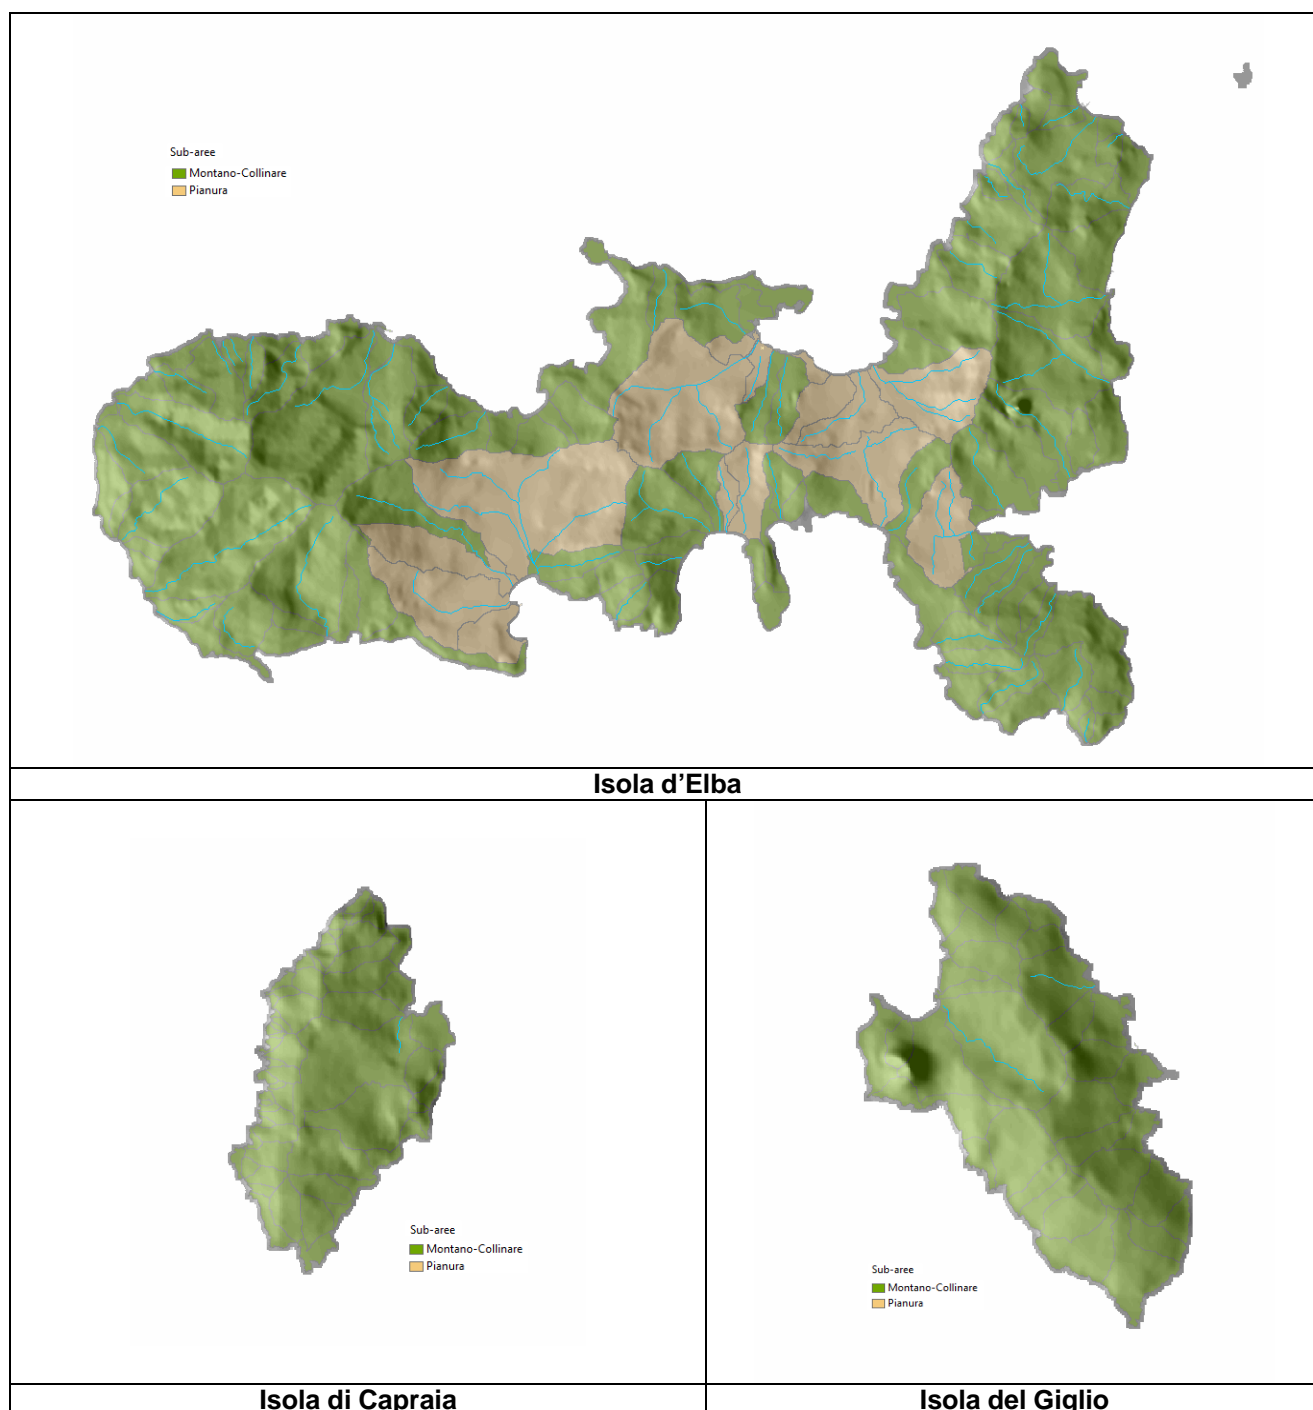 Sub-aree
Montano-Collinare
Pianura
Isola d’Elba
Sub-aree
Montano-Collinare
Pianura
Sub-aree
Montano-Collinare
Pianura
Isola di Capraia
Isola del Giglio